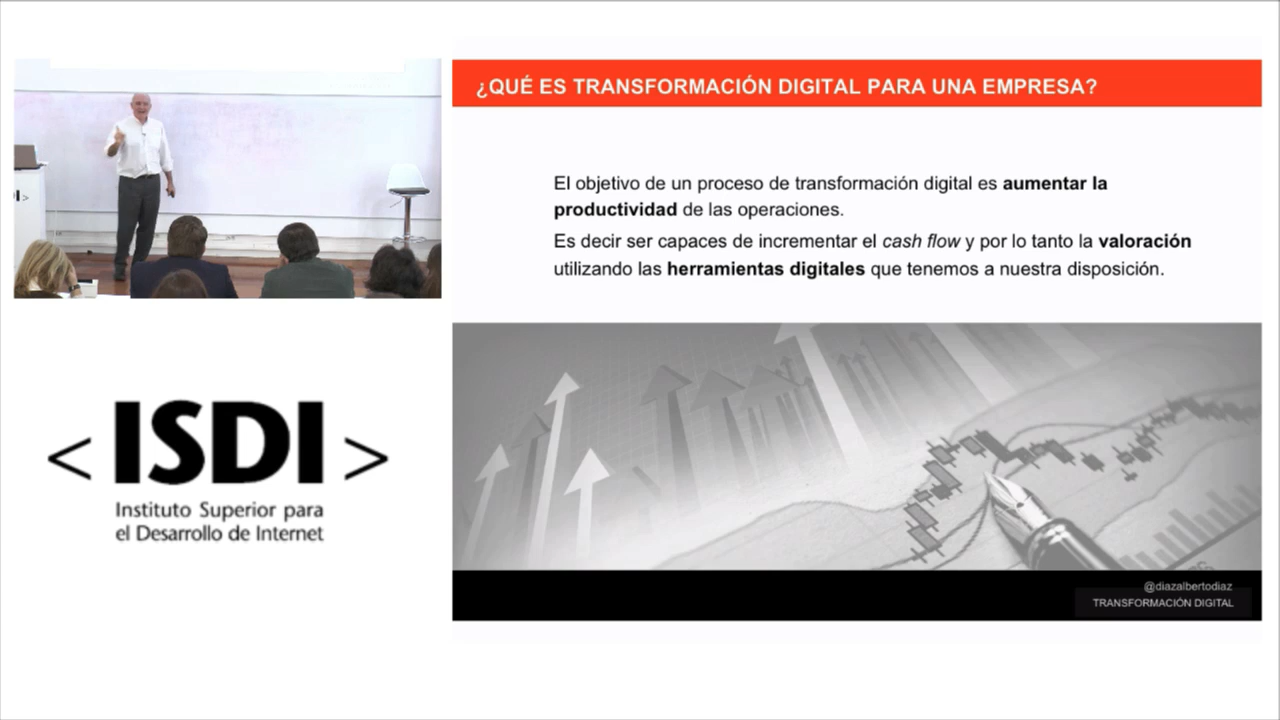 ¿QUÉ ES TRANSFORMACIÓN DIGITAL PARA UNA EMPRESA?
El objetivo de un proceso de transformación digital es aumentar la
productividad de las operaciones.
Es decir ser capaces de incrementar el cash flow y por lo tanto la valoración
utilizando las herramientas digitales que tenemos a nuestra disposición.
< ISDI >
Instituto Superior para
el Desarrollo de Internet
@diazalbertodiaz
TRANSFORMACIÓN DIGITAL